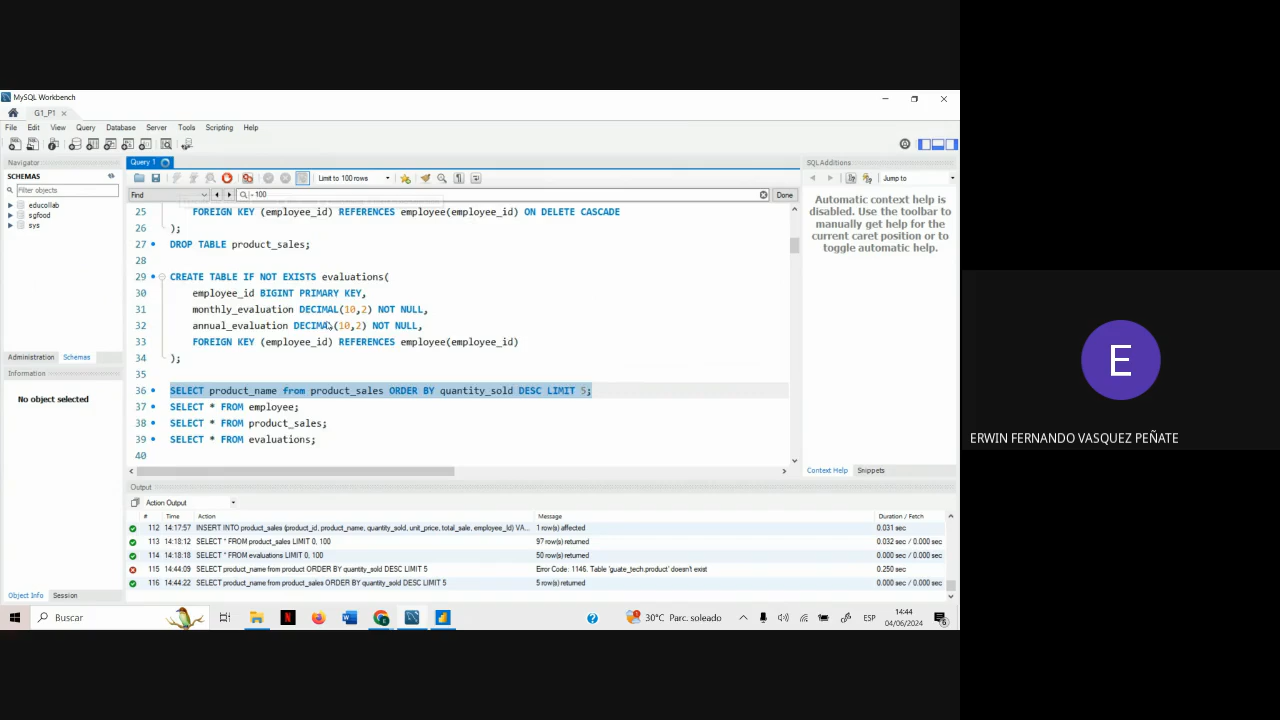 MySQL Workbench
G1_P1
File Edit View Query Database Server Tools Scripting Help
Navigator
SCHEMAS
Filter objects
educollab
sgfood
sys
Administration Schemas
Information
No object selected
Object Info Session
Query 1
Limit to 100 rows
Find
100
Done
25 FOREIGN KEY (employee_id) REFERENCES employee(employee_id) ON DELETE CASCADE
26 );
27 DROP TABLE product_sales;
28
29 CREATE TABLE IF NOT EXISTS evaluations(
30 employee_id BIGINT PRIMARY KEY,
31 monthly_evaluation DECIMAL(10,2) NOT NULL,
32 annual_evaluation DECIMAL(10,2) NOT NULL,
33 FOREIGN KEY (employee_id) REFERENCES employee(employee_id)
34 );
35
36 SELECT product_name from product_sales ORDER BY quantity_sold DESC LIMIT 5;
37 SELECT * FROM employee;
38 SELECT * FROM product_sales;
39 SELECT * FROM evaluations;
40
SQLAdditions
Jump to
Automatic context help is
disabled. Use the toolbar to
manually get help for the
current caret position or to
toggle automatic help.
Context Help Snippets
Output
Action Output
# Time Action Message Duration / Fetch
112 14:17:57 INSERT INTO product_sales (product_id, product_name, quantity_sold, unit_price, total_sale, employee_id) VA... 1 row(s) affected 0.031 sec
113 14:18:12 SELECT * FROM product_sales LIMIT 0, 100 97 row(s) returned 0.032 sec / 0.000 sec
114 14:18:18 SELECT * FROM evaluations LIMIT 0, 100 50 row(s) returned 0.000 sec / 0.000 sec
115 14:44:09 SELECT product_name from product ORDER BY quantity_sold DESC LIMIT 5 Error Code: 1146. Table 'guate_tech.product' doesn't exist 0.250 sec
116 14:44:22 SELECT product_name from product_sales ORDER BY quantity_sold DESC LIMIT 5 5 row(s) returned 0.000 sec / 0.000 sec
Buscar
30°C Parc. soleado
ESP
14:44
04/06/2024
6
E
ERWIN FERNANDO VASQUEZ PEÑATE